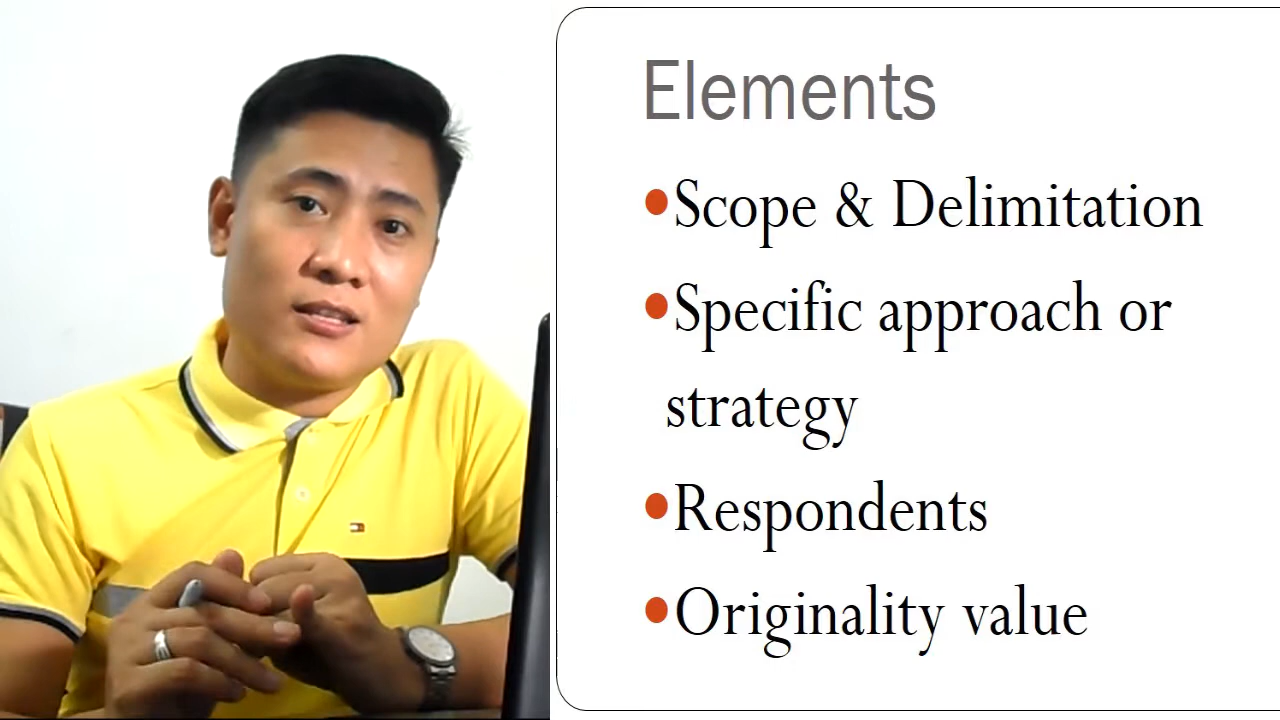 Elements
•Scope & Delimitation
•Specific approach or
strategy
•Respondents
•Originality value